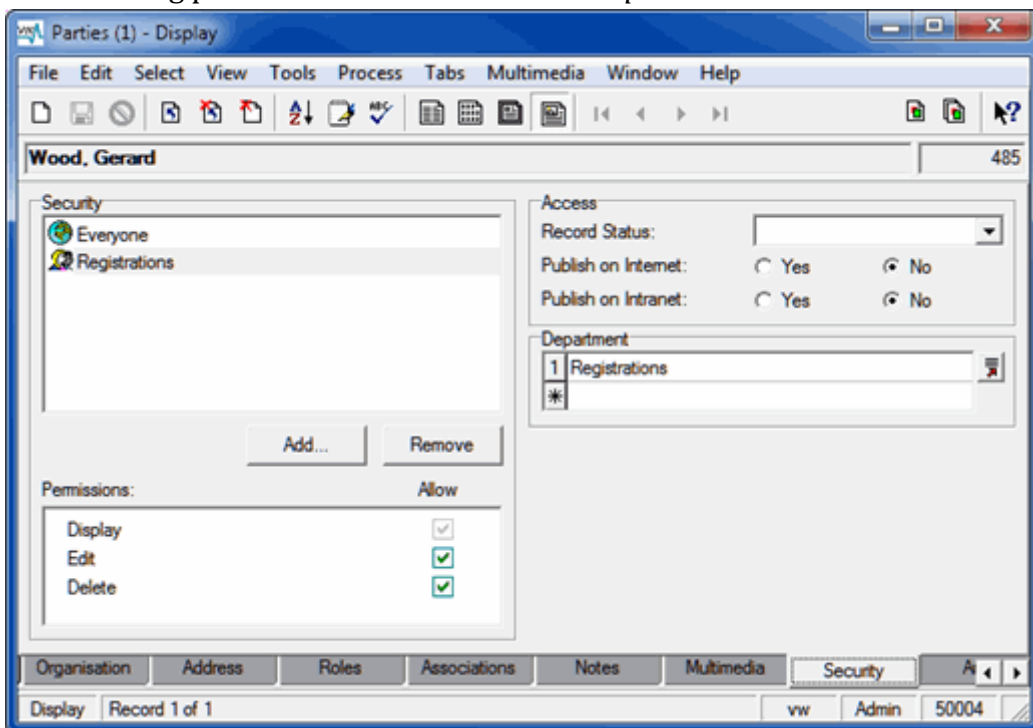 Parties (1) - Display
File Edit Select View Tools Process Tabs Multimedia Window Help
Wood, Gerard 485
Security
Everyone
Registrations
Add... Remove
Permissions: Allow
Display
Edit
Delete
Access
Record Status:
Publish on Internet: Yes No
Publish on Intranet: Yes No
Department
1 Registrations
Organisation Address Roles Associations Notes Multimedia Security
Display Record 1 of 1 vw Admin 50004